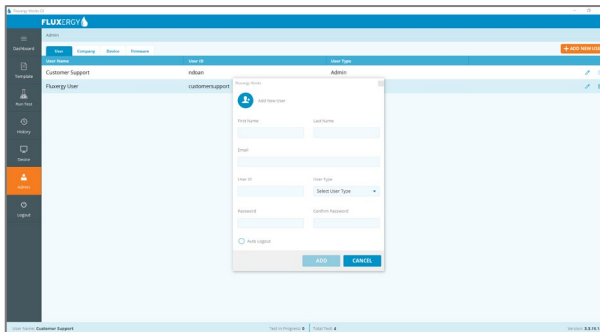 Fluxergy Works
FLUXERGY
Dashboard
Admin
User Company Device Firmware
+ ADD NEW USE
User Name User ID User Type
Customer Support ndoan Admin
Fluxergy User customersupport
Template
Run Test
History
Device
Admin
Logout
Fluxergy Works
Add New User
First Name Last Name
Email
User ID User Type
Select User Type
Password Confirm Password
Auto Logout
ADD CANCEL
User Name: Customer Support Test In Progress: 0 Total Test: 4